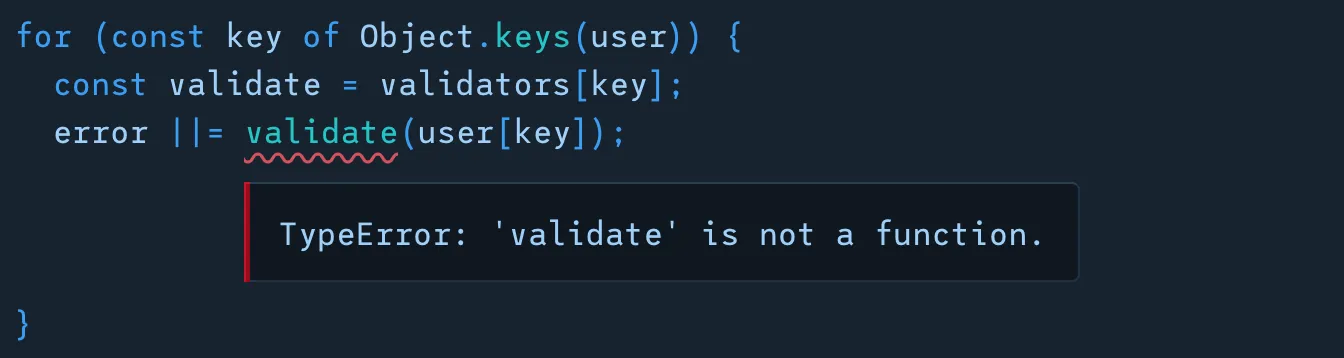 for (const key of Object.keys(user)) {
  const validate = validators[key];
  error ||= validate(user[key]);
TypeError: 'validate' is not a function.
}